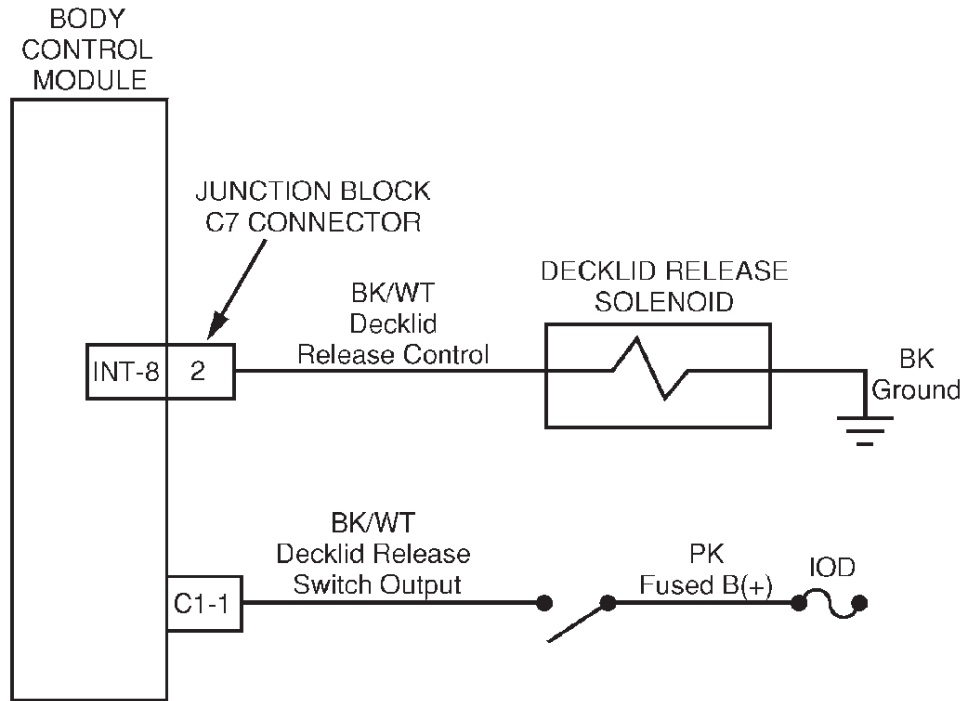 BODY
CONTROL
MODULE
JUNCTION BLOCK
C7 CONNECTOR
DECKLID RELEASE
SOLENOID
BK/WT
Decklid
Release Control
INT-8
2
BK
Ground
BK/WT
Decklid Release
Switch Output
PK
Fused B(+)
IOD
C1-1